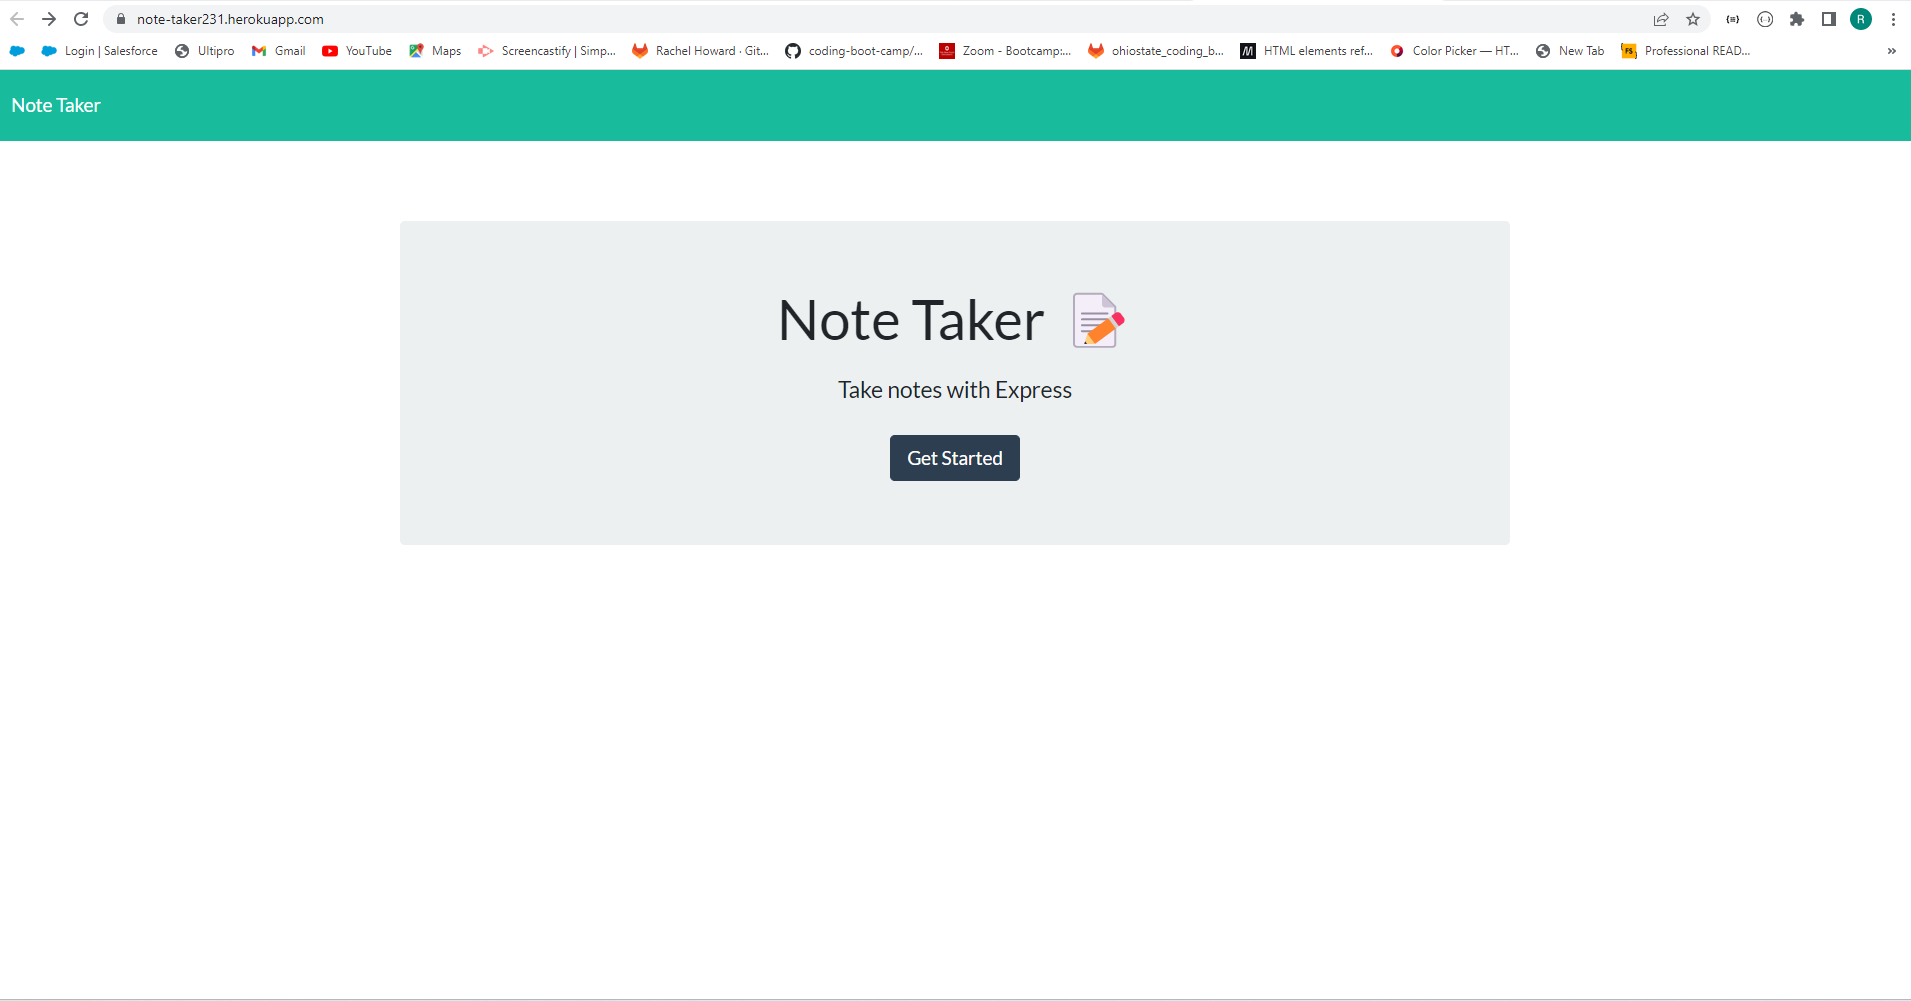 note-taker231.herokuapp.com
R
Login | Salesforce Ultipro Gmail YouTube Maps Screencastify | Simp... Rachel Howard · Git... coding-boot-camp/... Zoom - Bootcamp:... ohiostate_coding_b... HTML elements ref... Color Picker — HT... New Tab FS Professional READ... »
Note Taker
Note Taker
Take notes with Express
Get Started